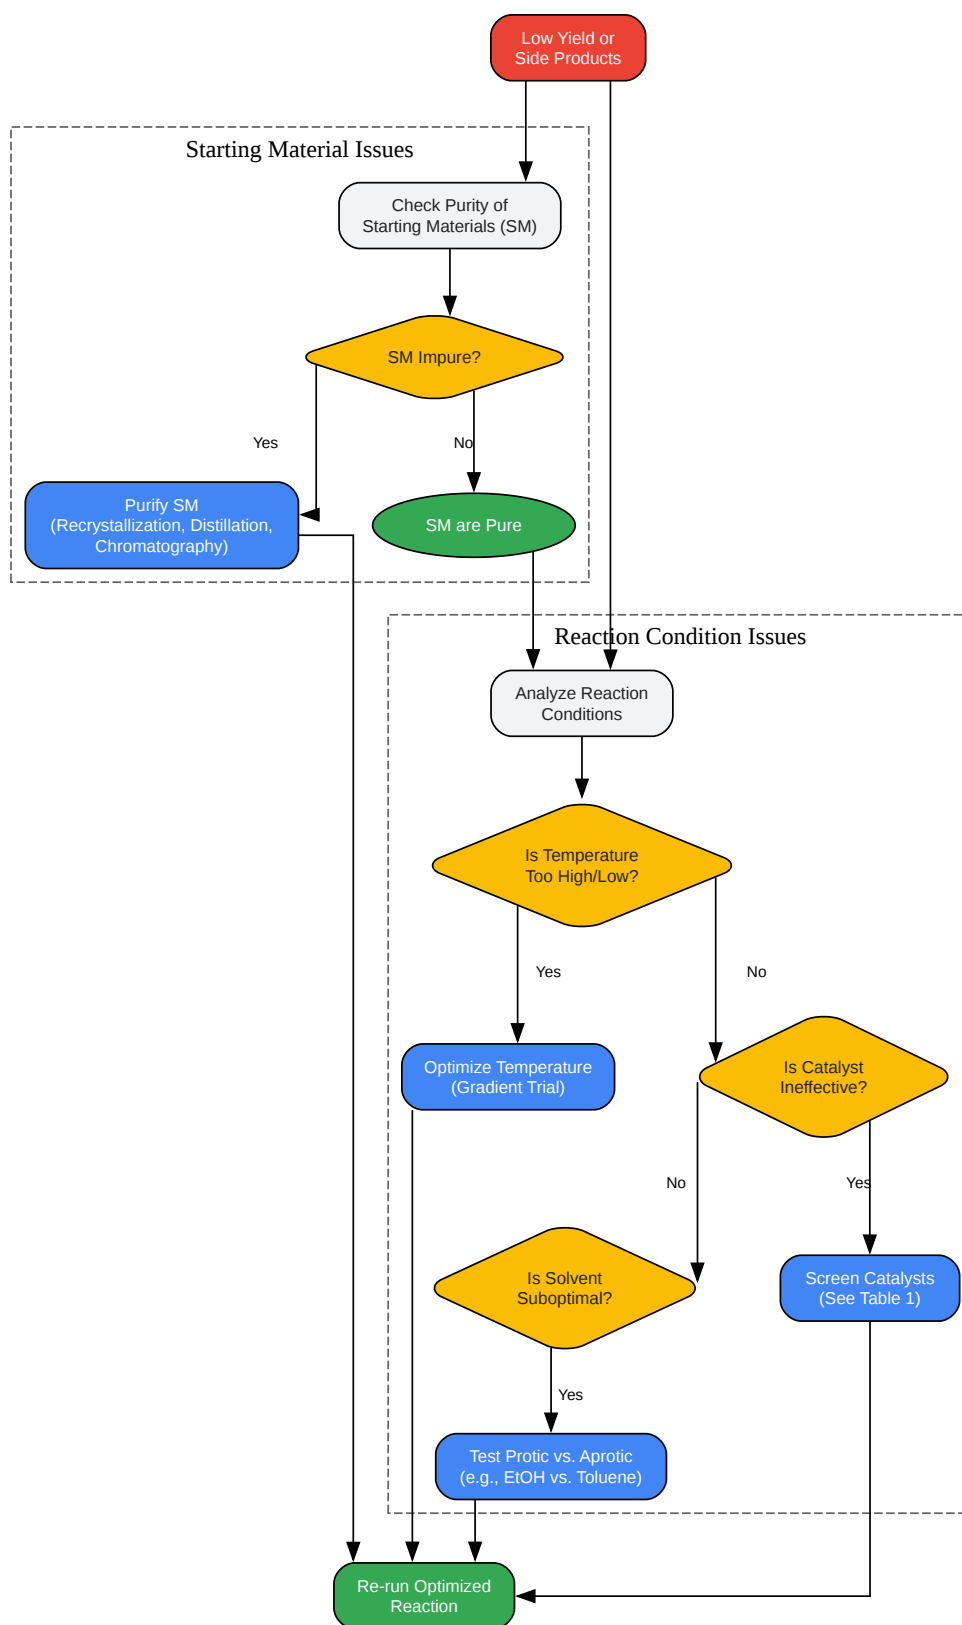 Low Yield or
Side Products
Starting Material Issues
Check Purity of
Starting Materials (SM)
SM Impure?
Yes
No
Purify SM
(Recrystallization, Distillation,
Chromatography)
SM are Pure
Reaction Condition Issues
Analyze Reaction
Conditions
Is Temperature
Too High/Low?
Yes
No
Optimize Temperature
(Gradient Trial)
Is Catalyst
Ineffective?
No
Yes
Is Solvent
Suboptimal?
Screen Catalysts
(See Table 1)
Yes
Test Protic vs. Aprotic
(e.g., EtOH vs. Toluene)
Re-run Optimized
Reaction